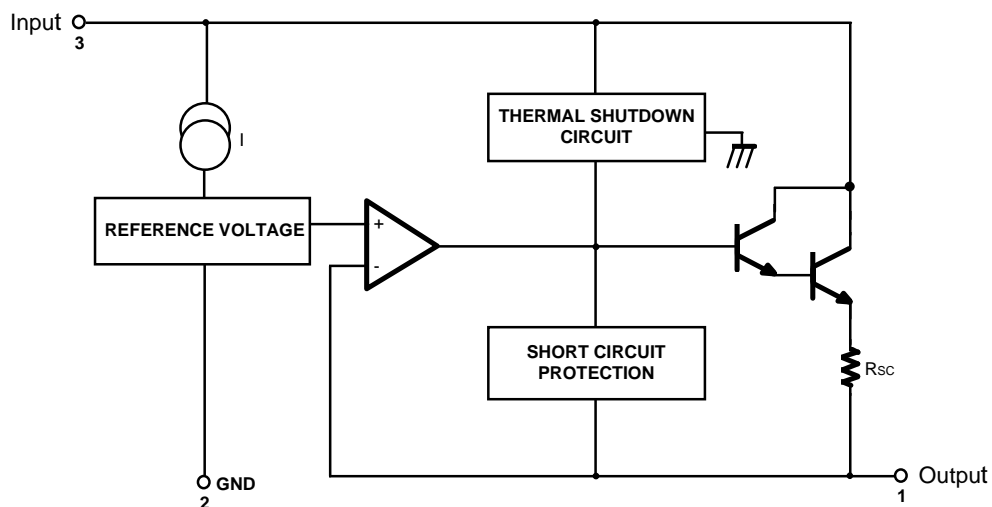 Input
3
THERMAL SHUTDOWN
CIRCUIT
I
REFERENCE VOLTAGE
+
-
SHORT CIRCUIT
PROTECTION
RSC
GND
2
Output
1